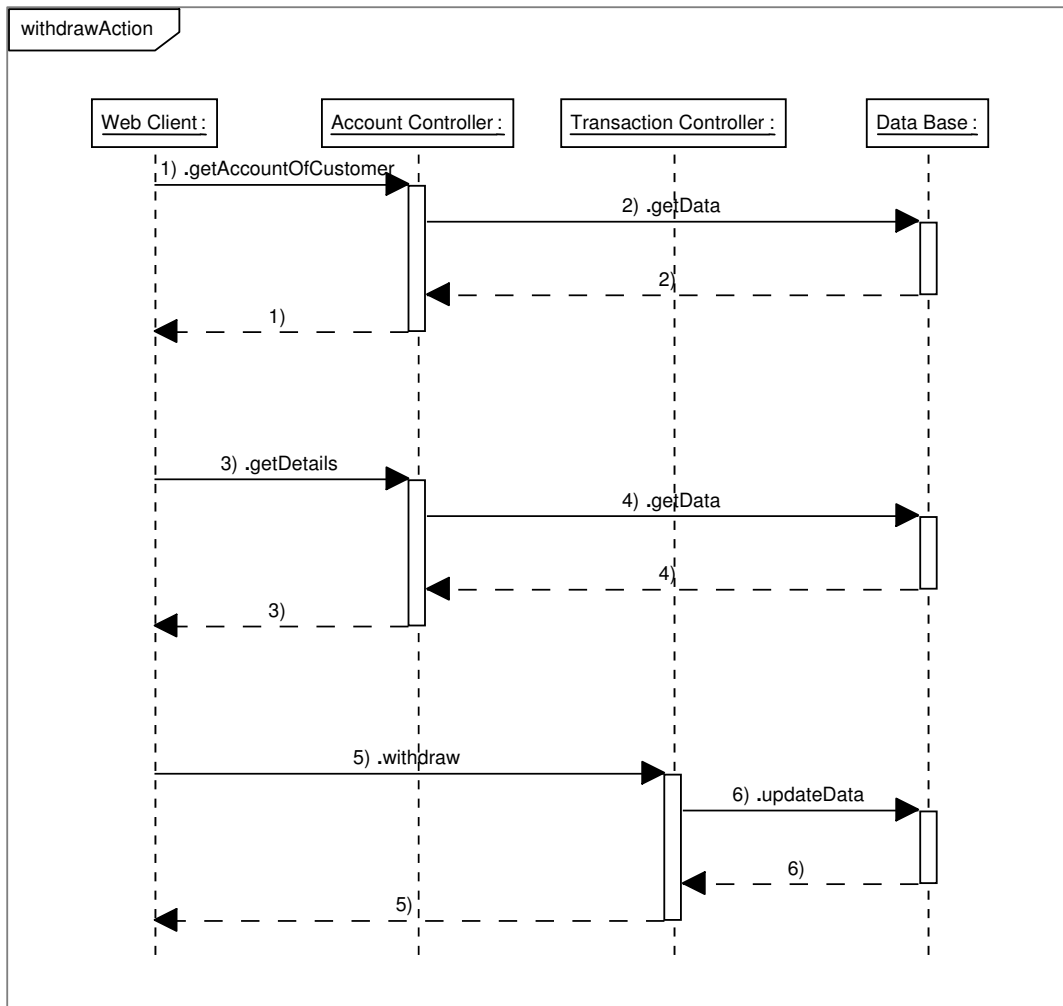 withdrawAction
Web Client :
Account Controller :
Transaction Controller :
Data Base :
1) .getAccountOfCustomer
2) .getData
2)
1)
3) .getDetails
4) .getData
4)
3)
5) .withdraw
6) .updateData
6)
5)